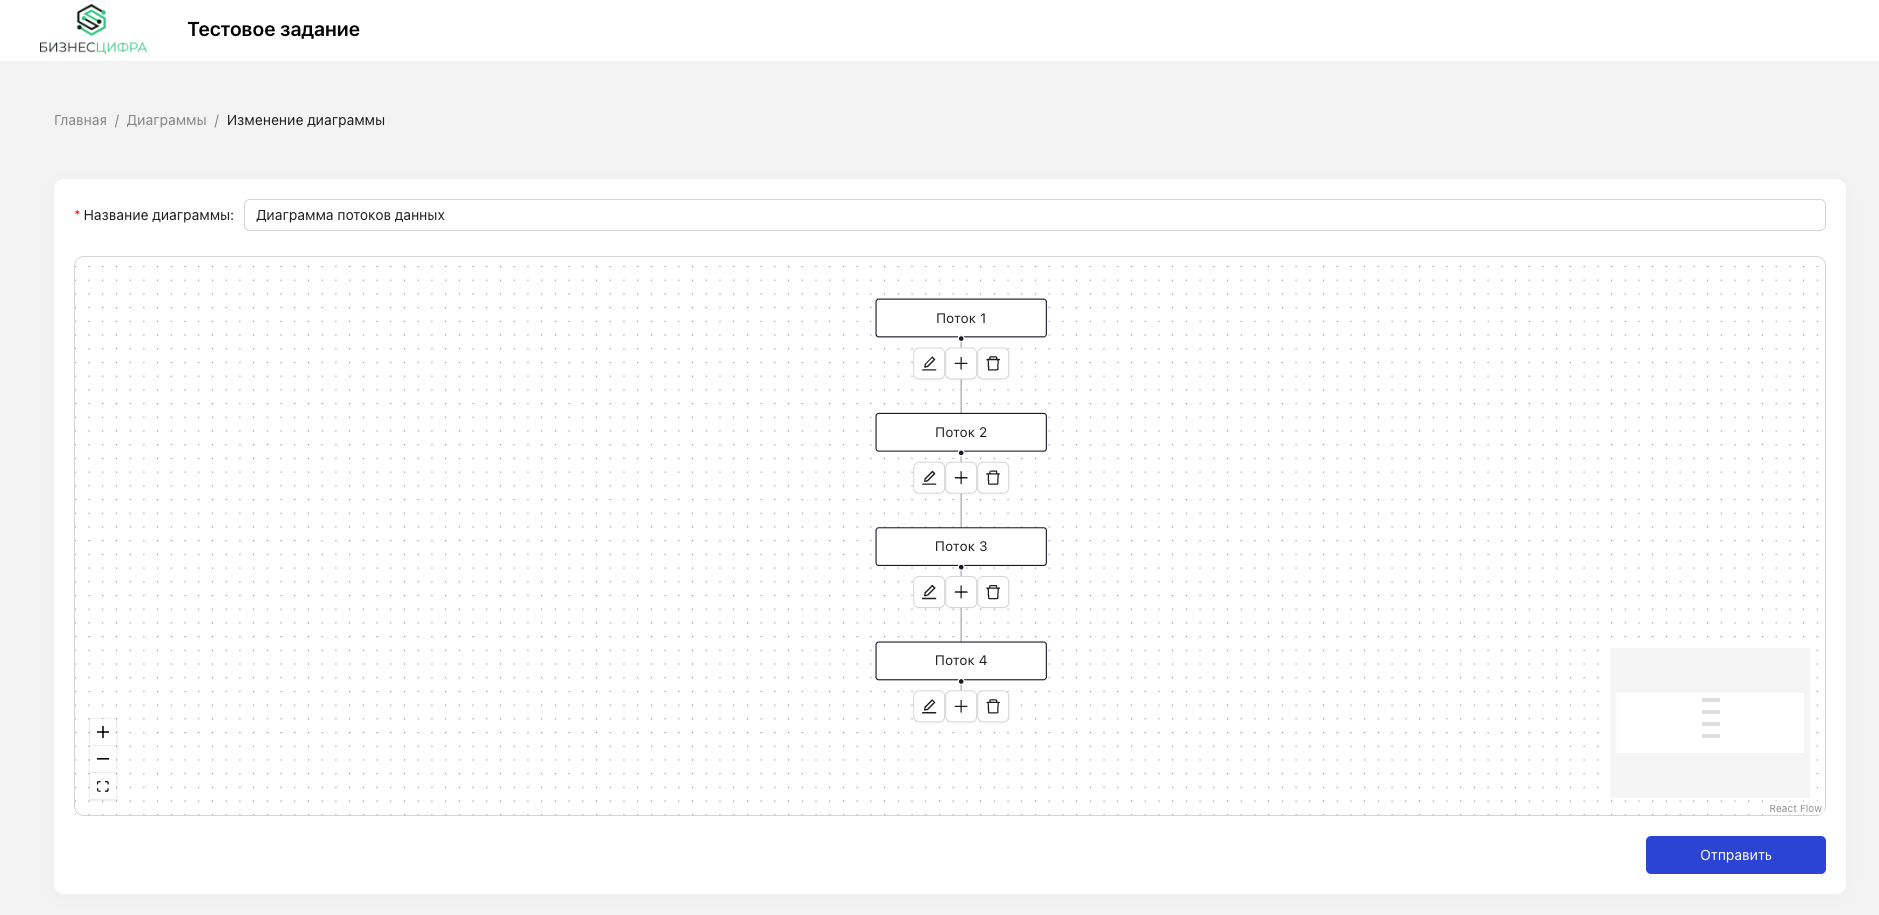 БИЗНЕСЦИФРА
Тестовое задание
Главная / Диаграммы / Изменение диаграммы
* Название диаграммы: Диаграмма потоков данных
Поток 1
Поток 2
Поток 3
Поток 4
React Flow
Отправить